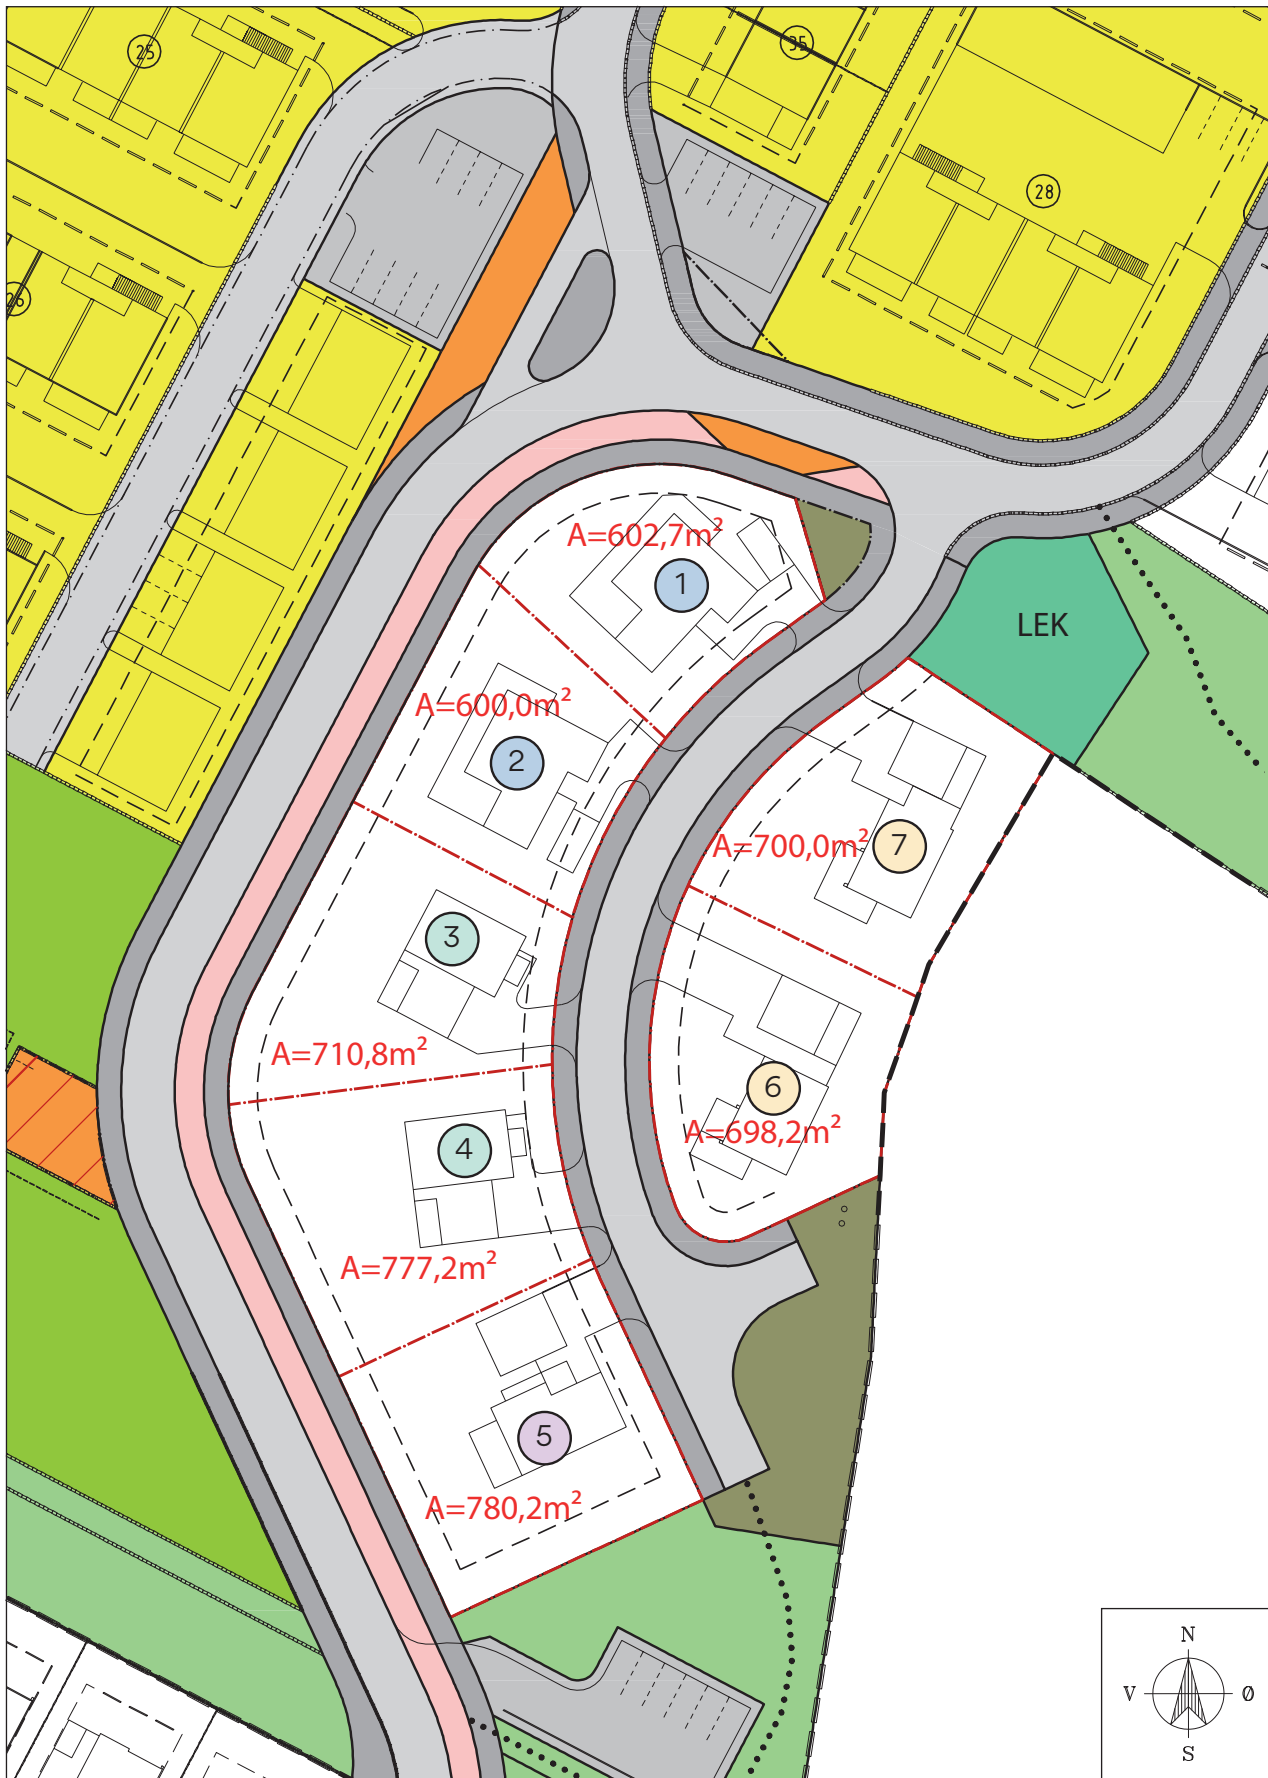 25
35
28
26
A=602,7m²
1
LEK
A=600,0m²
2
A=700,0m²
7
3
A=710,8m²
6
A=698,2m²
4
A=777,2m²
5
A=780,2m²
N
V Ø
S